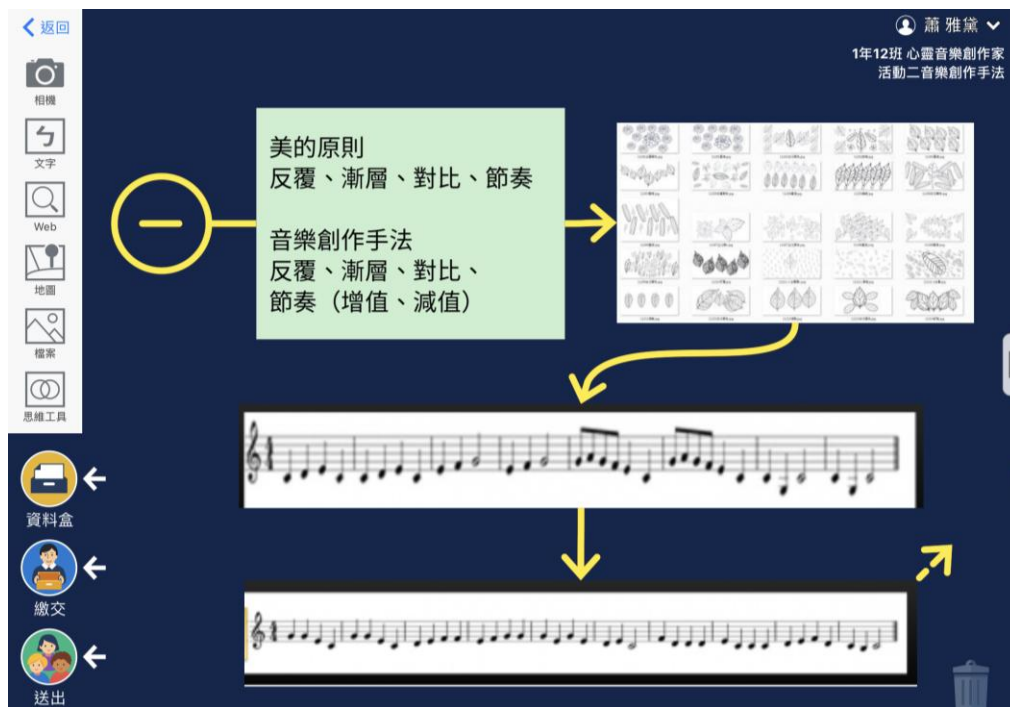 返回
相機
文字
Web
地圖
檔案
思維工具
資料盒
繳交
送出
蕭 雅黛
1年12班 心靈音樂創作家
活動二音樂創作手法
美的原則
反覆、漸層、對比、節奏
音樂創作手法
反覆、漸層、對比、
節奏（增值、減值）